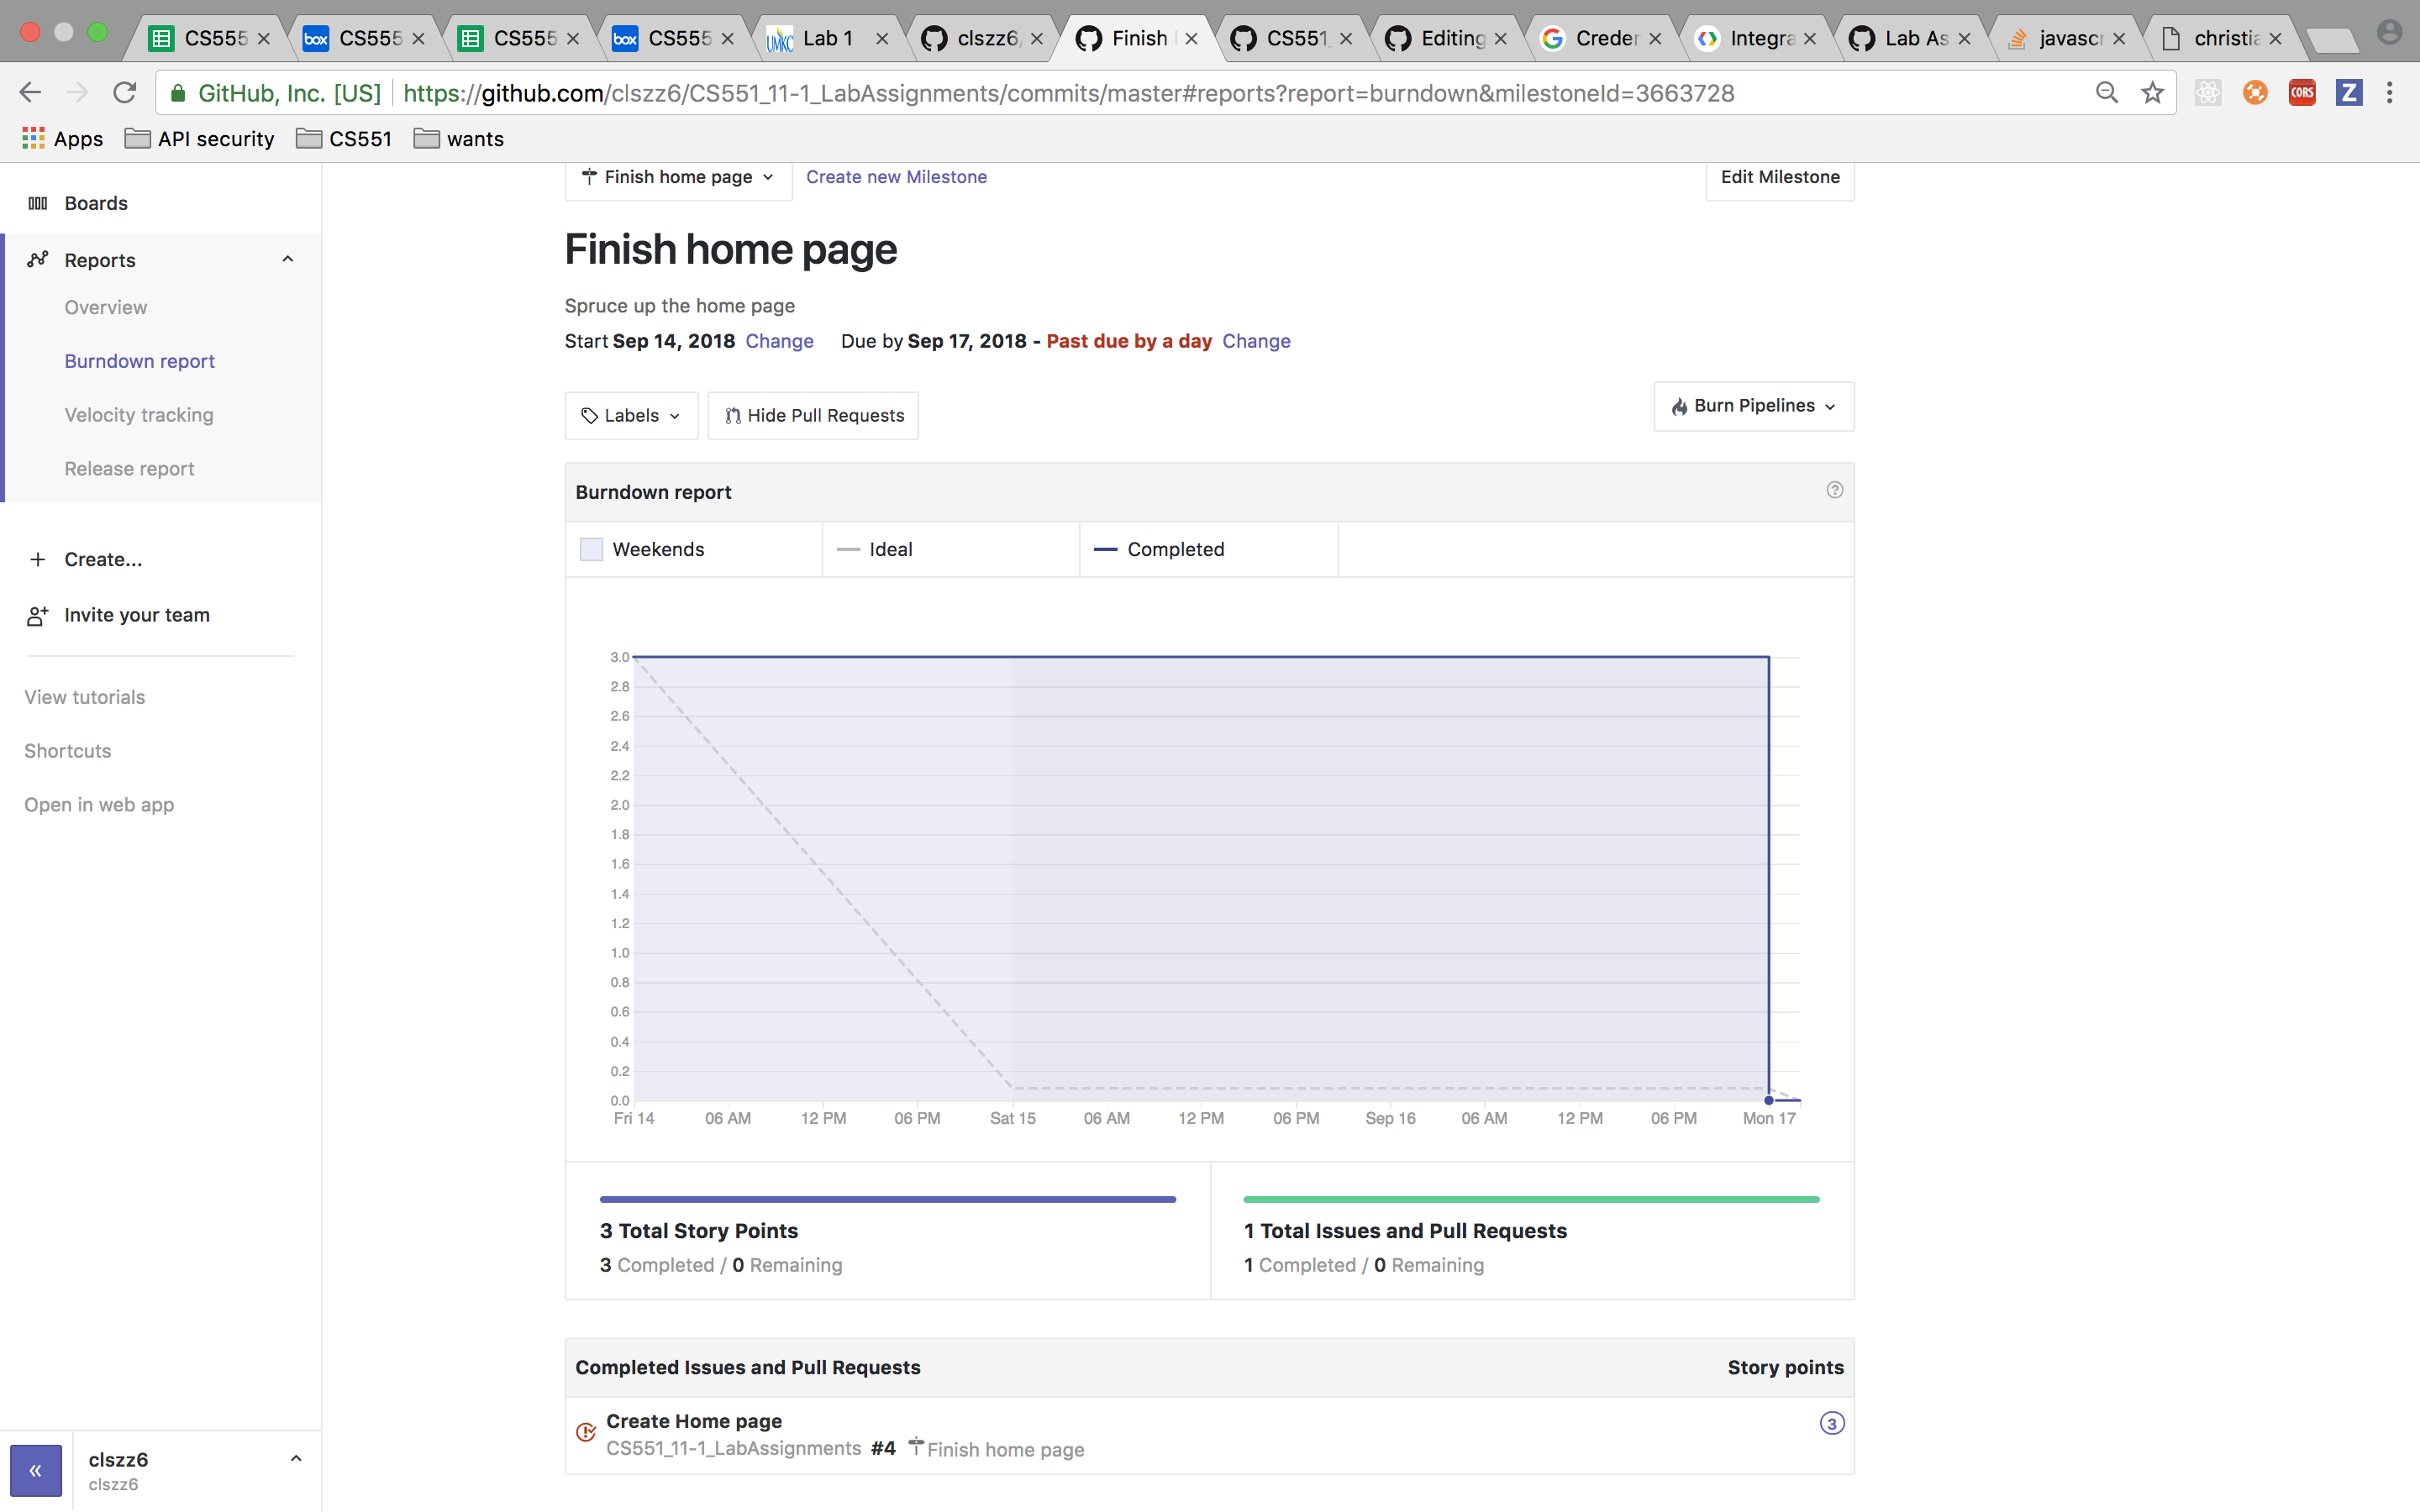 CS555 CS555 CS555 CS555 Lab 1 clszz6, Finish CS551_ Editing Creder Integra Lab As javascr christia
GitHub, Inc. [US] https://github.com/clszz6/CS551_11-1_LabAssignments/commits/master#reports?report=burndown&milestoneId=3663728 CORS Z
Apps API security CS551 wants
Boards
Reports
Overview
Burndown report
Velocity tracking
Release report
Create...
Invite your team
View tutorials
Shortcuts
Open in web app
clszz6
clszz6
Finish home page Create new Milestone Edit Milestone
Finish home page
Spruce up the home page
Start Sep 14, 2018 Change Due by Sep 17, 2018 - Past due by a day Change
Labels Hide Pull Requests Burn Pipelines
Burndown report
Weekends Ideal Completed
3.0
2.8
2.6
2.4
2.2
2.0
1.8
1.6
1.4
1.2
1.0
0.8
0.6
0.4
0.2
0.0
Fri 14 06 AM 12 PM 06 PM Sat 15 06 AM 12 PM 06 PM Sep 16 06 AM 12 PM 06 PM Mon 17
3 Total Story Points
3 Completed / 0 Remaining
1 Total Issues and Pull Requests
1 Completed / 0 Remaining
Completed Issues and Pull Requests Story points
Create Home page 3
CS551_11-1_LabAssignments #4 Finish home page